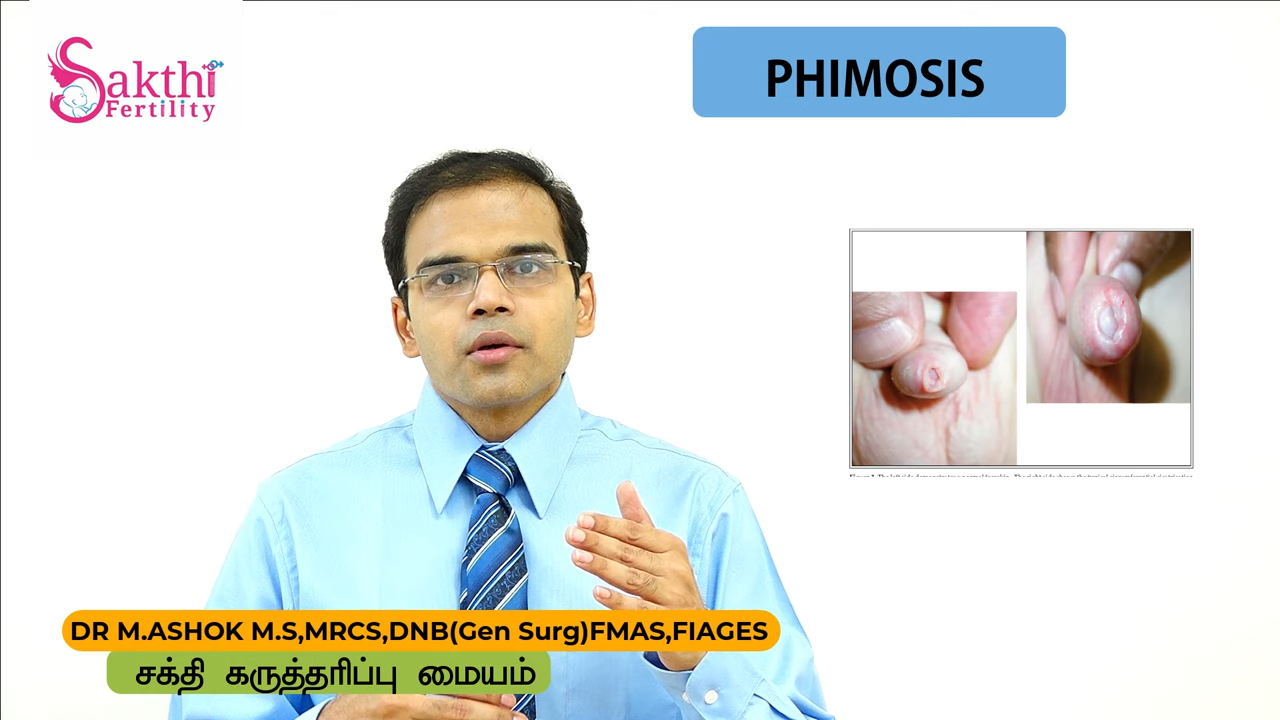 Sakthi
Fertility
PHIMOSIS
DR M.ASHOK M.S,MRCS,DNB(Gen Surg)FMAS,FIAGES
சக்தி கருத்தரிப்பு மையம்